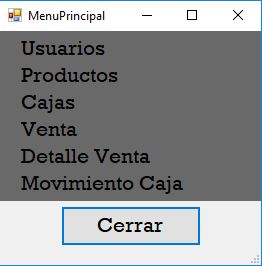 MenuPrincipal
Usuarios
Productos
Cajas
Venta
Detalle Venta
Movimiento Caja
Cerrar